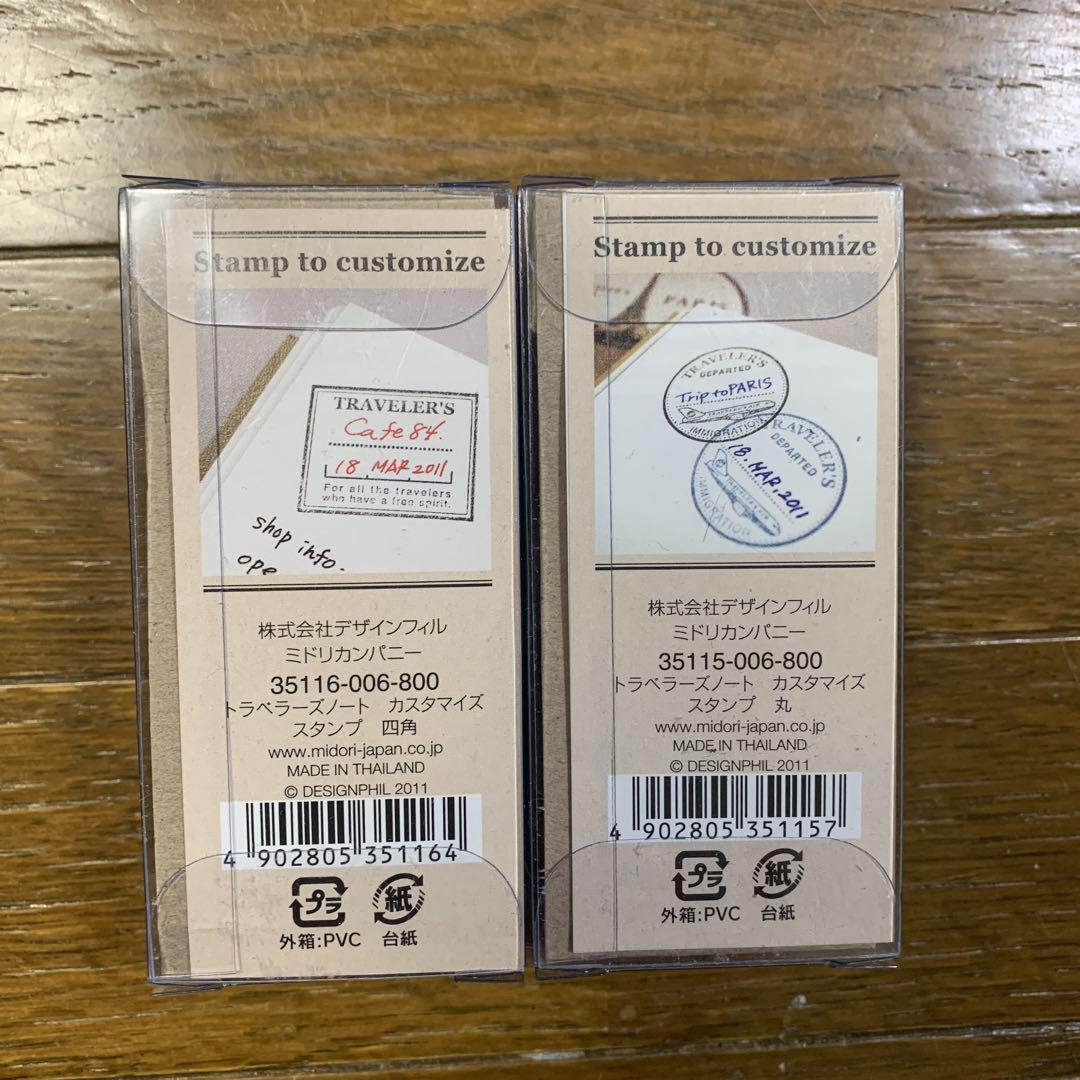 Stamp to customize
TRAVELER'S
Cafe 84.
18 MAR 2011
For all the travelers
who have a free spirit.
shop info.
ope
株式会社デザインフィル
ミドリカンパニー
35116-006-800
トラベラーズノート カスタマイズ
スタンプ 四角
www.midori-japan.co.jp
MADE IN THAILAND
© DESIGNPHIL 2011
4 902805 351164
プラ 紙
外箱:PVC 台紙
Stamp to customize
PARIS
TRAVELER'S
DEPARTED
Trip to PARIS
IMMIGRATION
TRAVELER'S
DEPARTED
18.MAR.2011
IMMIGRATION
株式会社デザインフィル
ミドリカンパニー
35115-006-800
トラベラーズノート カスタマイズ
スタンプ 丸
www.midori-japan.co.jp
MADE IN THAILAND
© DESIGNPHIL 2011
4 902805 351157
プラ 紙
外箱:PVC 台紙